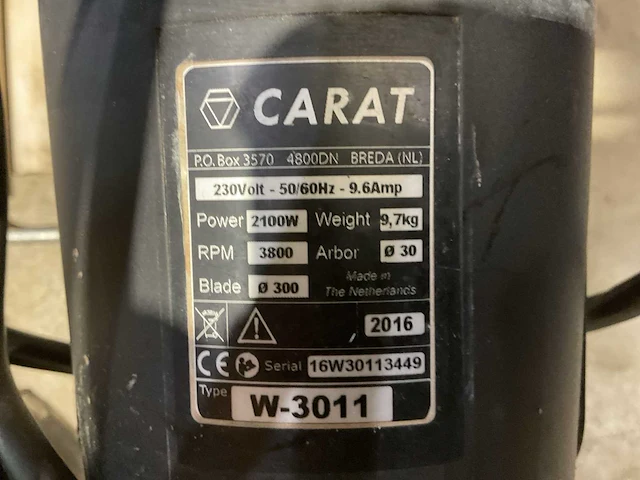 CARAT
P.O. Box 3570 4800DN BREDA (NL)
230Volt - 50/60Hz - 9.6Amp
Power 2100W Weight 9,7kg
RPM 3800 Arbor Ø 30
Blade Ø 300 Made in
The Netherlands
2016
CE Serial 16W30113449
Type W-3011